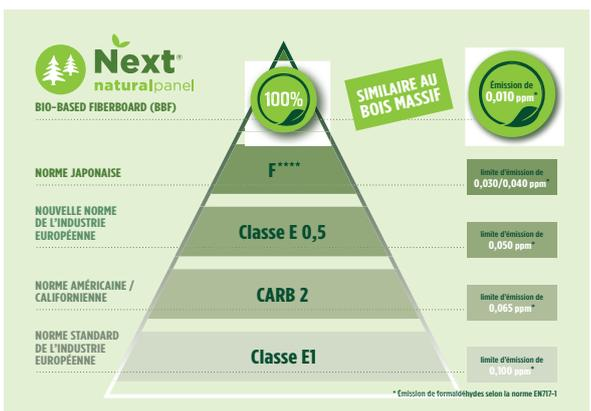 Next®
naturalpanel
BIO-BASED FIBERBOARD (BBF)
100%
SIMILAIRE AU
BOIS MASSIF
Émission de
0,010 ppm*
NORME JAPONAISE
F****
limite d'émission de
0,030/0,040 ppm*
NOUVELLE NORME
DE L'INDUSTRIE
EUROPÉENNE
Classe E 0,5
limite d'émission de
0,050 ppm*
NORME AMÉRICAINE /
CALIFORNIENNE
CARB 2
limite d'émission de
0,065 ppm*
NORME STANDARD
DE L'INDUSTRIE
EUROPÉENNE
Classe E1
limite d'émission de
0,100 ppm*
* Émission de formaldéhydes selon la norme EN717-1